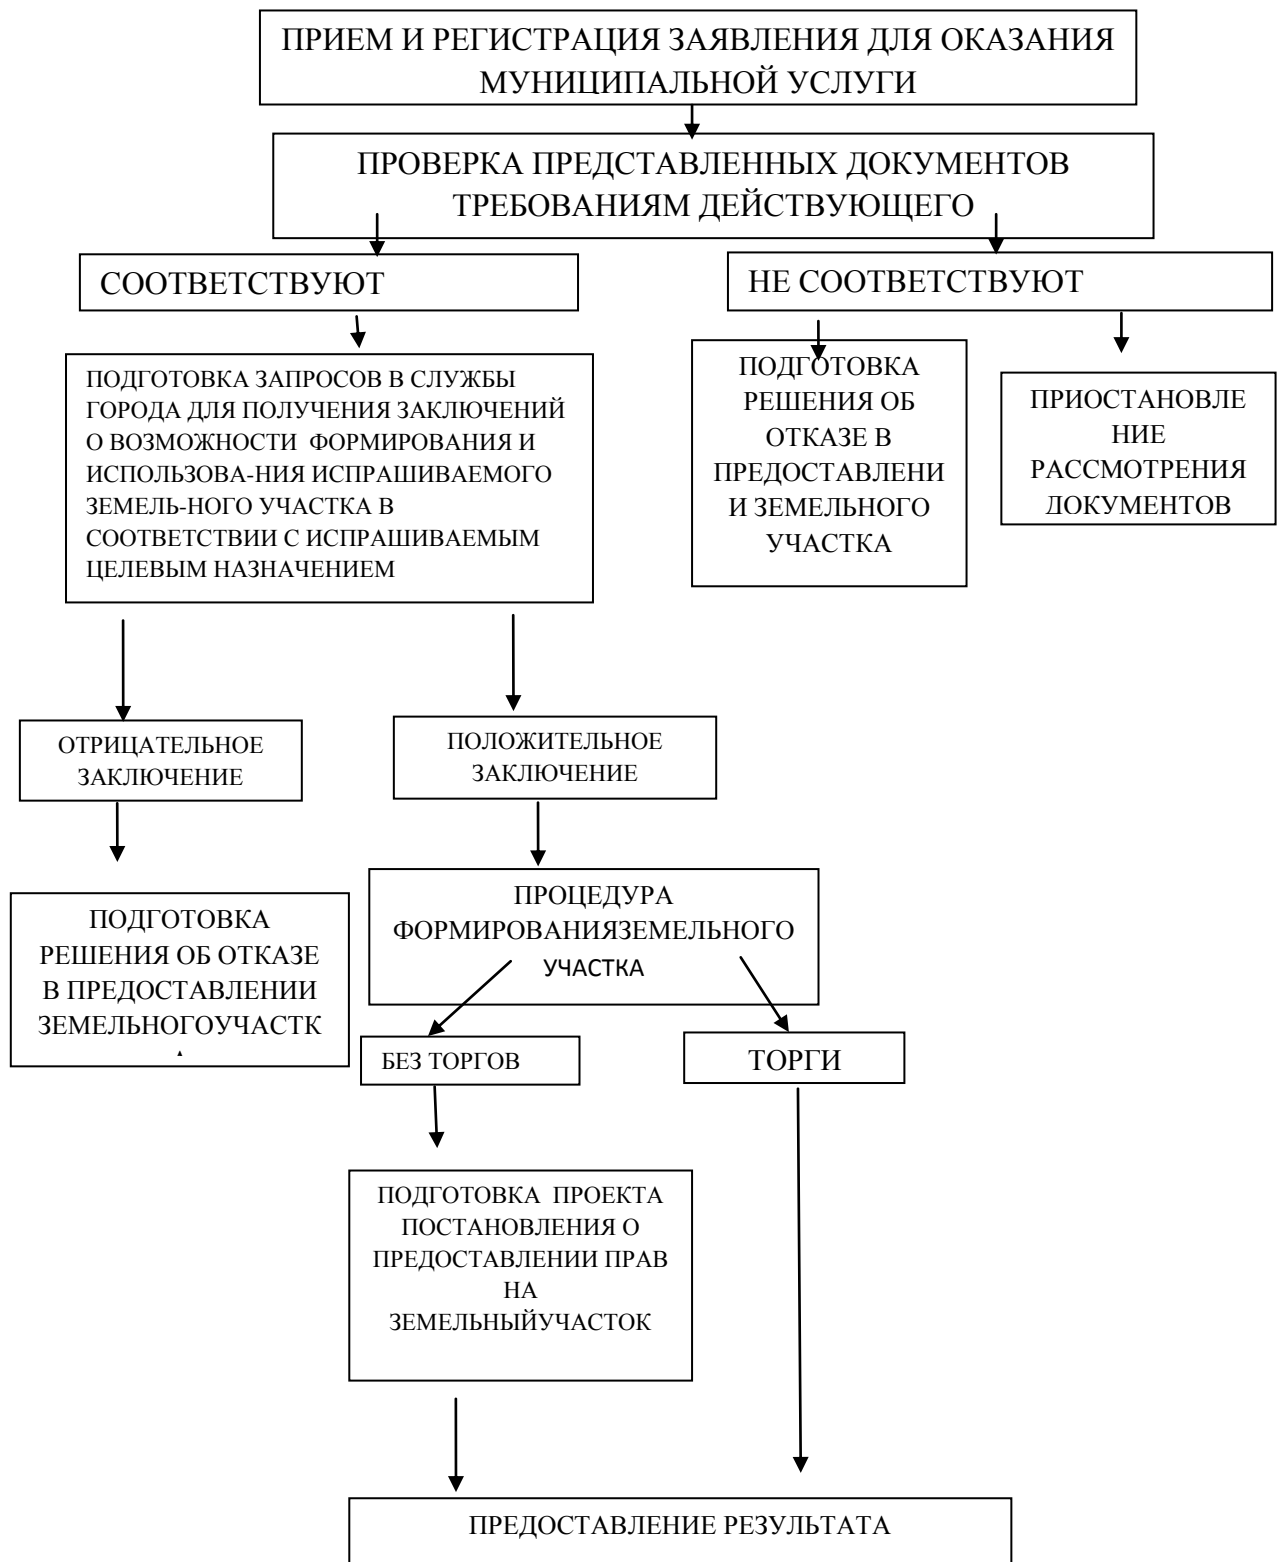 ПРИЕМ И РЕГИСТРАЦИЯ ЗАЯВЛЕНИЯ ДЛЯ ОКАЗАНИЯ
МУНИЦИПАЛЬНОЙ УСЛУГИ
ПРОВЕРКА ПРЕДСТАВЛЕННЫХ ДОКУМЕНТОВ
ТРЕБОВАНИЯМ ДЕЙСТВУЮЩЕГО
СООТВЕТСТВУЮТ
НЕ СООТВЕТСТВУЮТ
ПОДГОТОВКА ЗАПРОСОВ В СЛУЖБЫ
ГОРОДА ДЛЯ ПОЛУЧЕНИЯ ЗАКЛЮЧЕНИЙ
О ВОЗМОЖНОСТИ ФОРМИРОВАНИЯ И
ИСПОЛЬЗОВА-НИЯ ИСПРАШИВАЕМОГО
ЗЕМЕЛЬ-НОГО УЧАСТКА В
СООТВЕТСТВИИ С ИСПРАШИВАЕМЫМ
ЦЕЛЕВЫМ НАЗНАЧЕНИЕМ
ПОДГОТОВКА
РЕШЕНИЯ ОБ
ОТКАЗЕ В
ПРЕДОСТАВЛЕНИ
И ЗЕМЕЛЬНОГО
УЧАСТКА
ПРИОСТАНОВЛЕ
НИЕ
РАССМОТРЕНИЯ
ДОКУМЕНТОВ
ОТРИЦАТЕЛЬНОЕ
ЗАКЛЮЧЕНИЕ
ПОЛОЖИТЕЛЬНОЕ
ЗАКЛЮЧЕНИЕ
ПОДГОТОВКА
РЕШЕНИЯ ОБ ОТКАЗЕ
В ПРЕДОСТАВЛЕНИИ
ЗЕМЕЛЬНОГОУЧАСТК
ПРОЦЕДУРА
ФОРМИРОВАНИЯЗЕМЕЛЬНОГО
УЧАСТКА
БЕЗ ТОРГОВ
ТОРГИ
ПОДГОТОВКА ПРОЕКТА
ПОСТАНОВЛЕНИЯ О
ПРЕДОСТАВЛЕНИИ ПРАВ
НА
ЗЕМЕЛЬНЫЙУЧАСТОК
ПРЕДОСТАВЛЕНИЕ РЕЗУЛЬТАТА